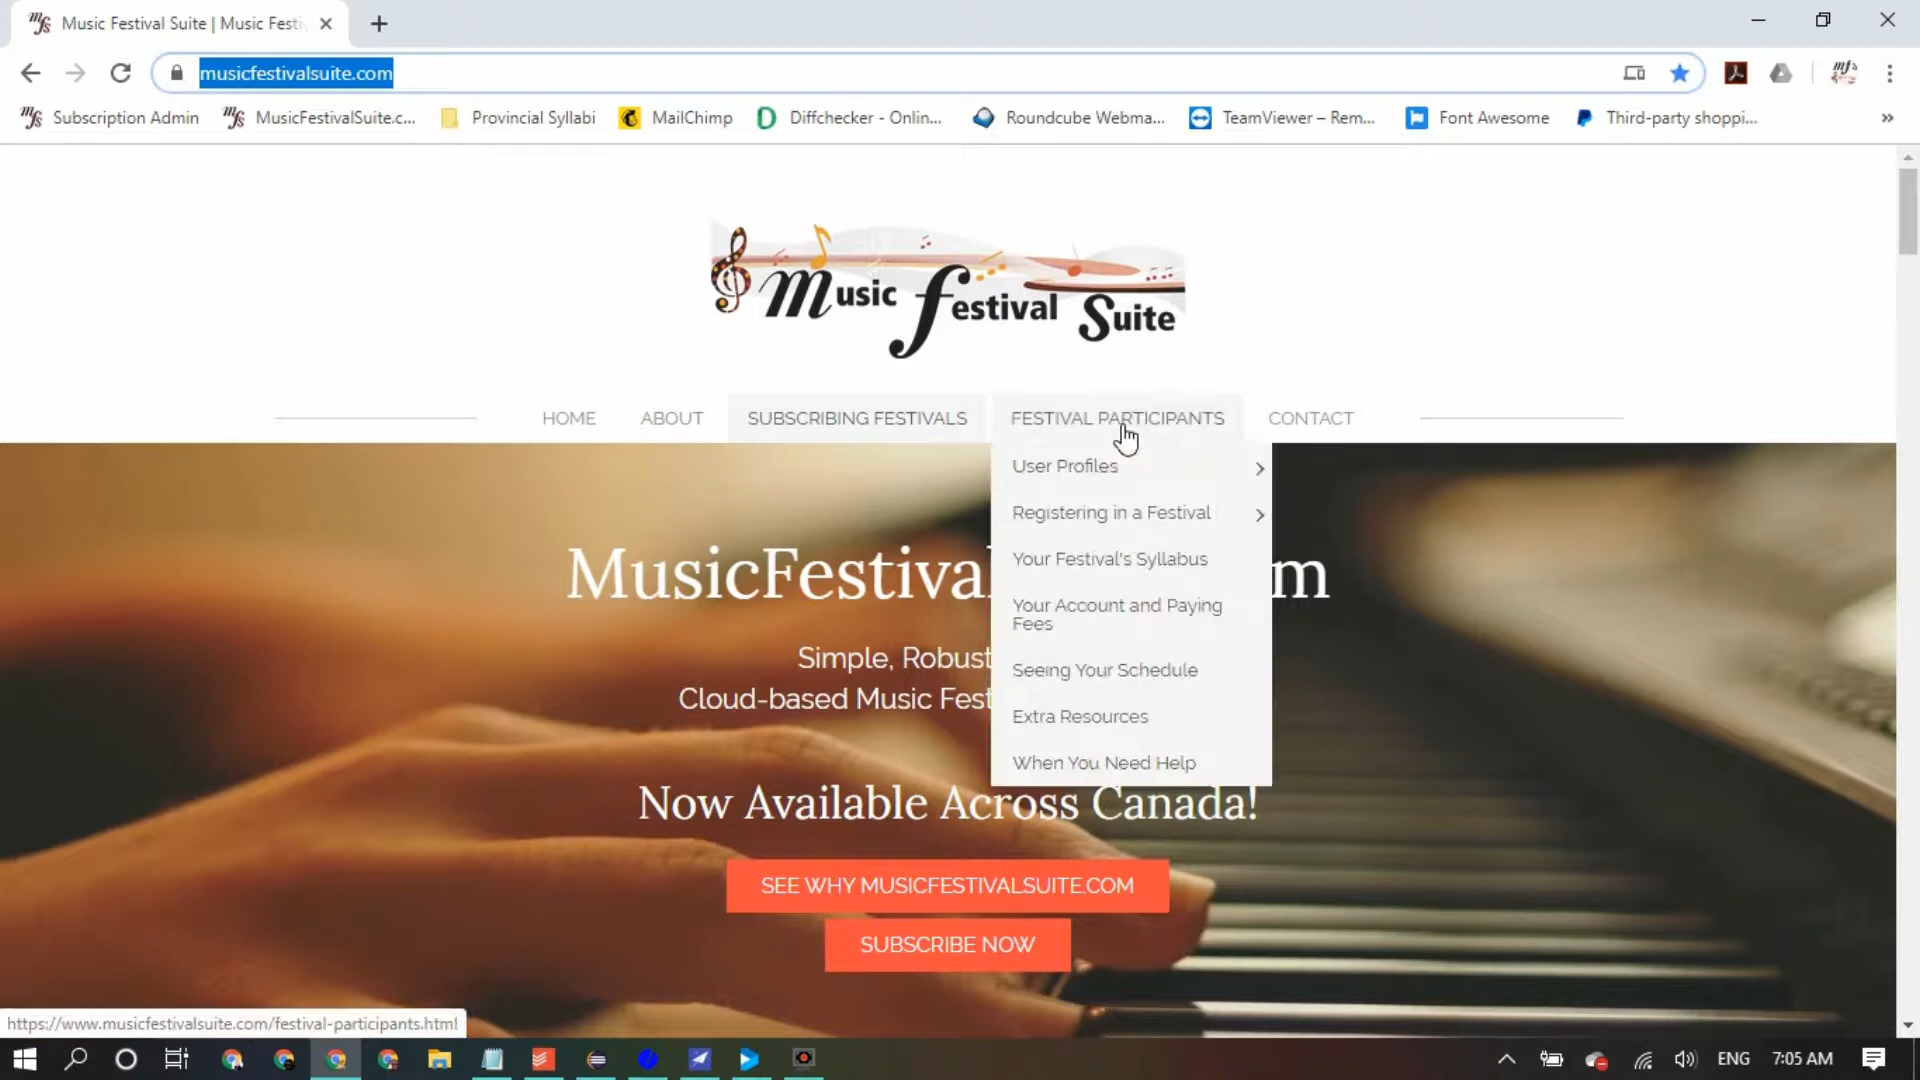 Music Festival Suite | Music Festi
musicfestivalsuite.com
Subscription Admin
MusicFestivalSuite.c...
Provincial Syllabi
MailChimp
Diffchecker - Onlin...
Roundcube Webma...
TeamViewer – Rem...
Font Awesome
Third-party shoppi...
»
Music Festival Suite
HOME
ABOUT
SUBSCRIBING FESTIVALS
FESTIVAL PARTICIPANTS
CONTACT
User Profiles
Registering in a Festival
Your Festival's Syllabus
Your Account and Paying
Fees
Seeing Your Schedule
Extra Resources
When You Need Help
MusicFestival m
Simple, Robust
Cloud-based Music Fest
Now Available Across Canada!
SEE WHY MUSICFESTIVALSUITE.COM
SUBSCRIBE NOW
https://www.musicfestivalsuite.com/festival-participants.html
ENG
7:05 AM